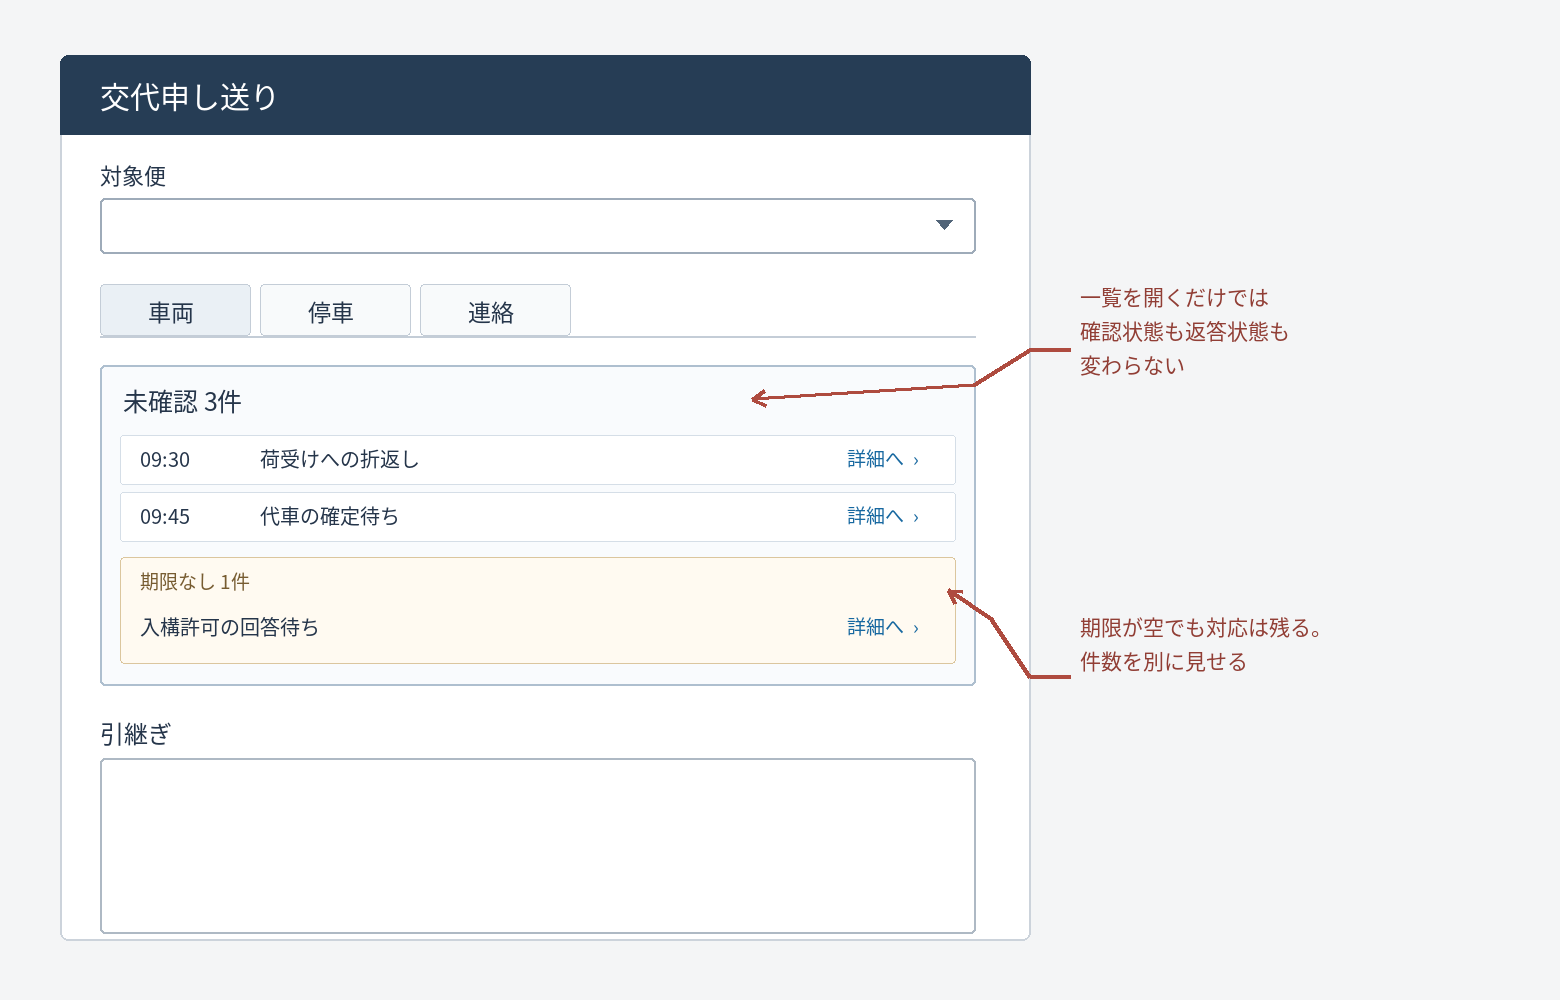 交代申し送り
対象便
車両
停車
連絡
未確認 3件
09:30 荷受けへの折返し 詳細へ ›
09:45 代車の確定待ち 詳細へ ›
期限なし 1件
入構許可の回答待ち 詳細へ ›
引継ぎ
一覧を開くだけでは
確認状態も返答状態も
変わらない
期限が空でも対応は残る。
件数を別に見せる